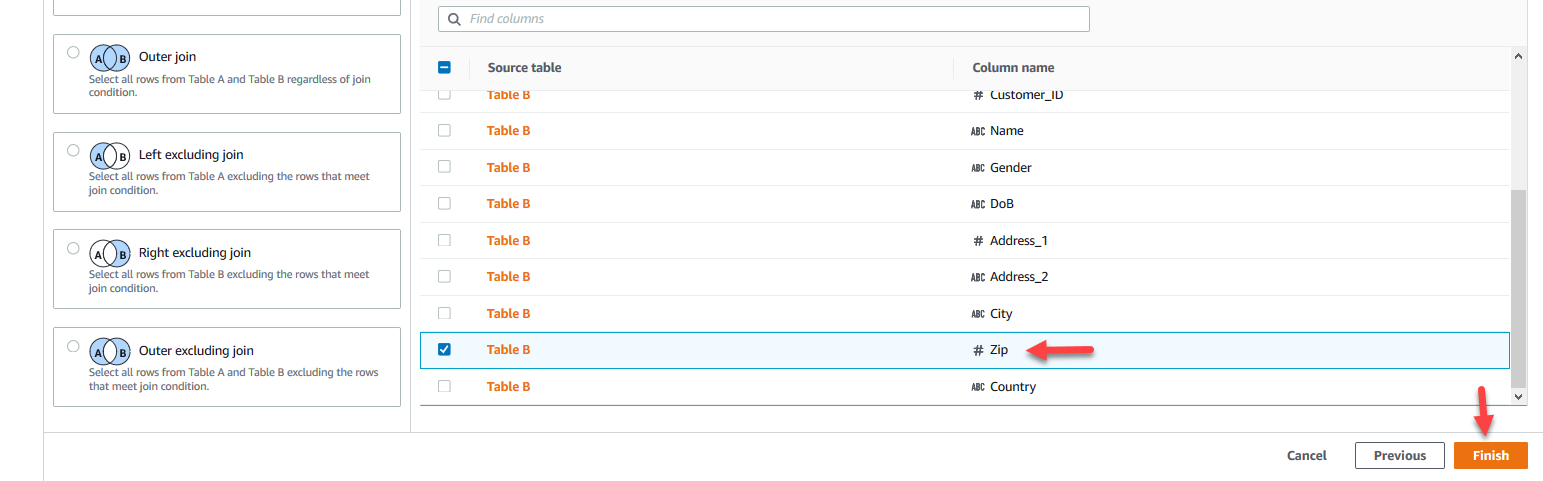 Find columns
A B Outer join
Select all rows from Table A and Table B regardless of join
condition.
A B Left excluding join
Select all rows from Table A excluding the rows that meet
join condition.
A B Right excluding join
Select all rows from Table B excluding the rows that meet
join condition.
A B Outer excluding join
Select all rows from Table A and Table B excluding the rows
that meet join condition.
Source table Column name
Table B # Customer_ID
Table B ABC Name
Table B ABC Gender
Table B ABC DoB
Table B # Address_1
Table B ABC Address_2
Table B ABC City
Table B # Zip
Table B ABC Country
Cancel Previous Finish